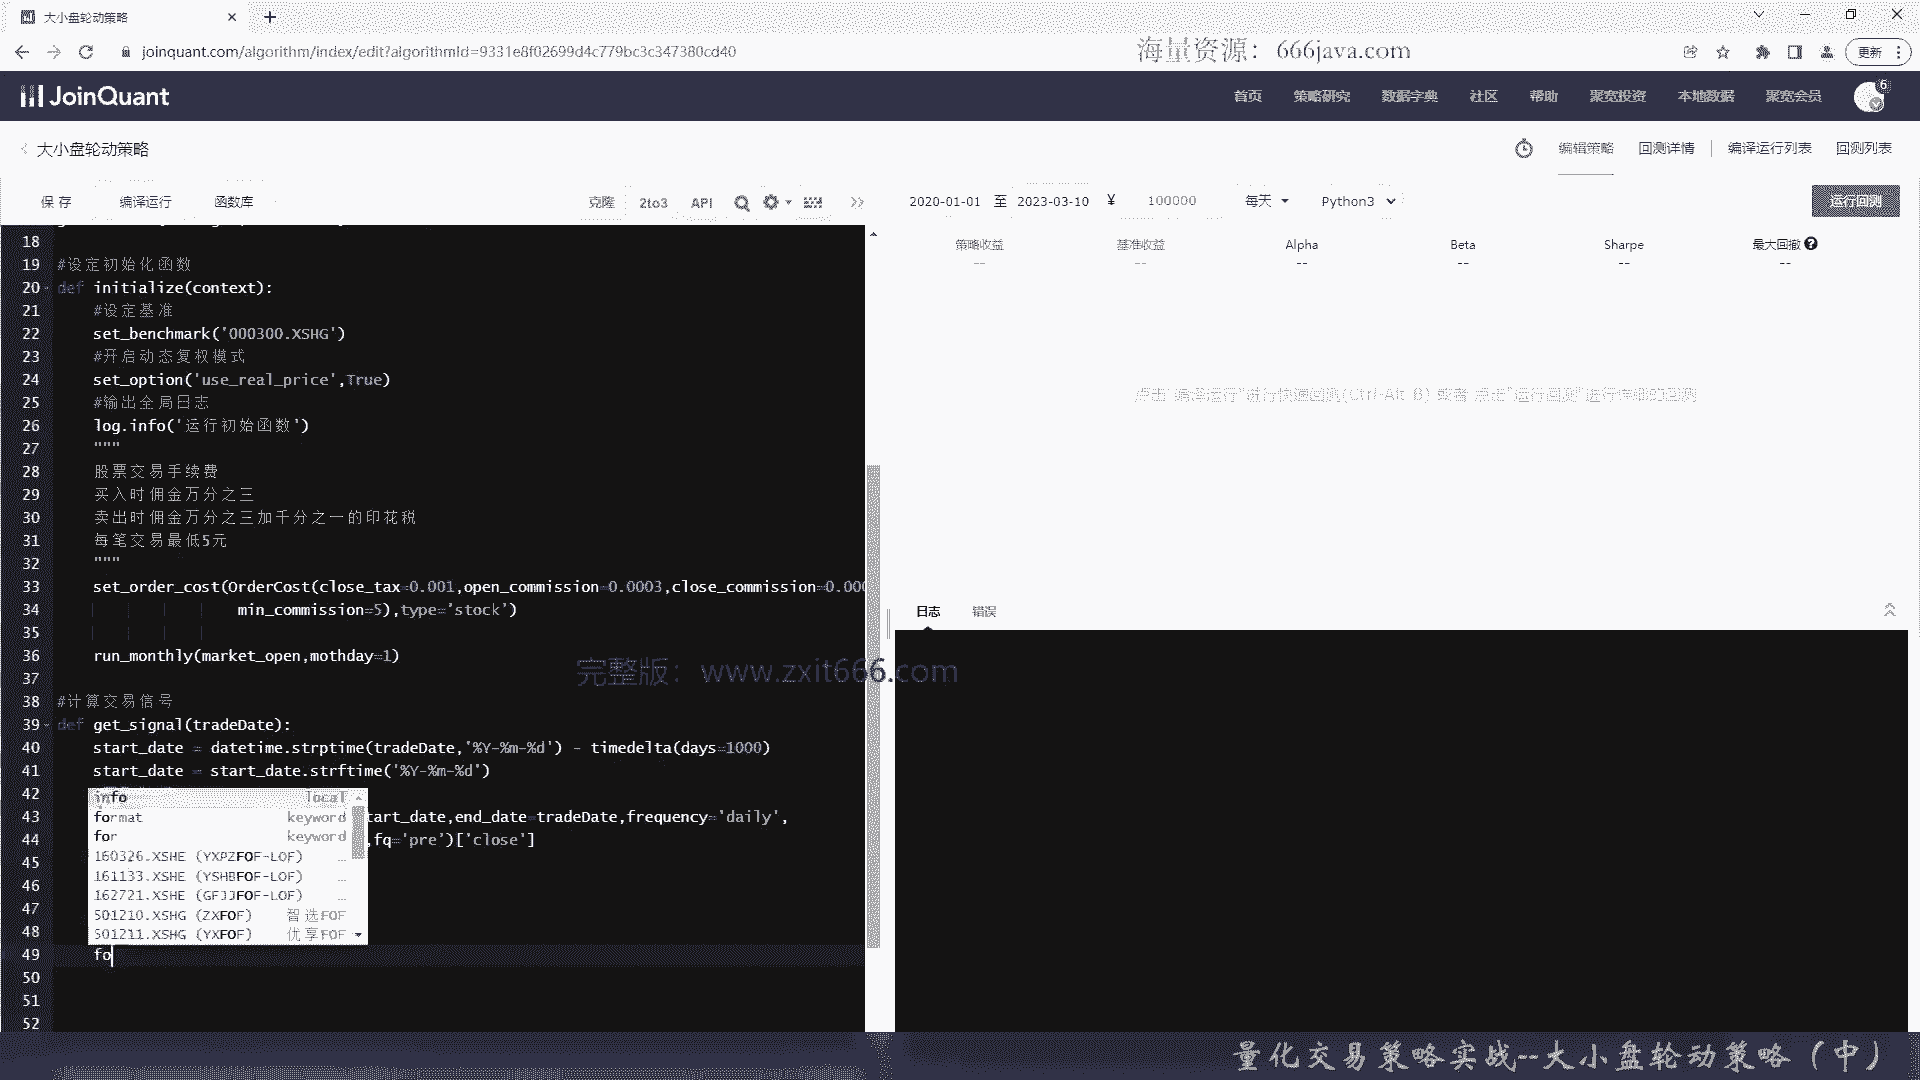 大小盘轮动策略
joinquant.com/algorithm/index/edit?algorithmId=9331e8f02699d4c779bc3c347380cd40
海量资源：666java.com
更新
JoinQuant
首页 策略研究 数据字典 社区 帮助 聚宽投资 本地数据 聚宽会员 6
大小盘轮动策略
编辑策略 回测详情 编译运行列表 回测列表
保存 编译运行 函数库 克隆 2to3 API
2020-01-01 至 2023-03-10 ¥ 100000 每天 Python3 运行回测
策略收益 基准收益 Alpha Beta Sharpe 最大回撤
-- -- -- -- -- --
18
19 #设定初始化函数
20 def initialize(context):
21 #设定基准
22 set_benchmark('000300.XSHG')
23 #开启动态复权模式
24 set_option('use_real_price',True)
25 #输出全局日志
26 log.info('运行初始函数')
27 """
28 股票交易手续费
29 买入时佣金万分之三
30 卖出时佣金万分之三加千分之一的印花税
31 每笔交易最低5元
32 """
33 set_order_cost(OrderCost(close_tax=0.001,open_commission=0.0003,close_commission=0.000
34 min_commission=5),type='stock')
35
36 run_monthly(market_open,mothday=1)
37
38 #计算交易信号
39 def get_signal(tradeDate):
40 start_date = datetime.strptime(tradeDate,'%Y-%m-%d') - timedelta(days=1000)
41 start_date = start_date.strftime('%Y-%m-%d')
42
43 tart_date,end_date=tradeDate,frequency='daily',
44 ,fq='pre')['close']
45
46
47
48
49 fo
50
51
52
info local
format keyword
for keyword
160326.XSHE (YXPZFOF-LOF) ...
161133.XSHE (YSHBFOF-LOF) ...
162721.XSHE (GFJJFOF-LOF) ...
501210.XSHG (ZXFOF) 智选FOF
501211.XSHG (YXFOF) 优享FOF
点击"编译运行"进行快速回测(Ctrl-Alt-B) 或者 点击"运行回测"进行详细的回测
日志 错误
完整版：www.zxit666.com
量化交易策略实战--大小盘轮动策略（中）